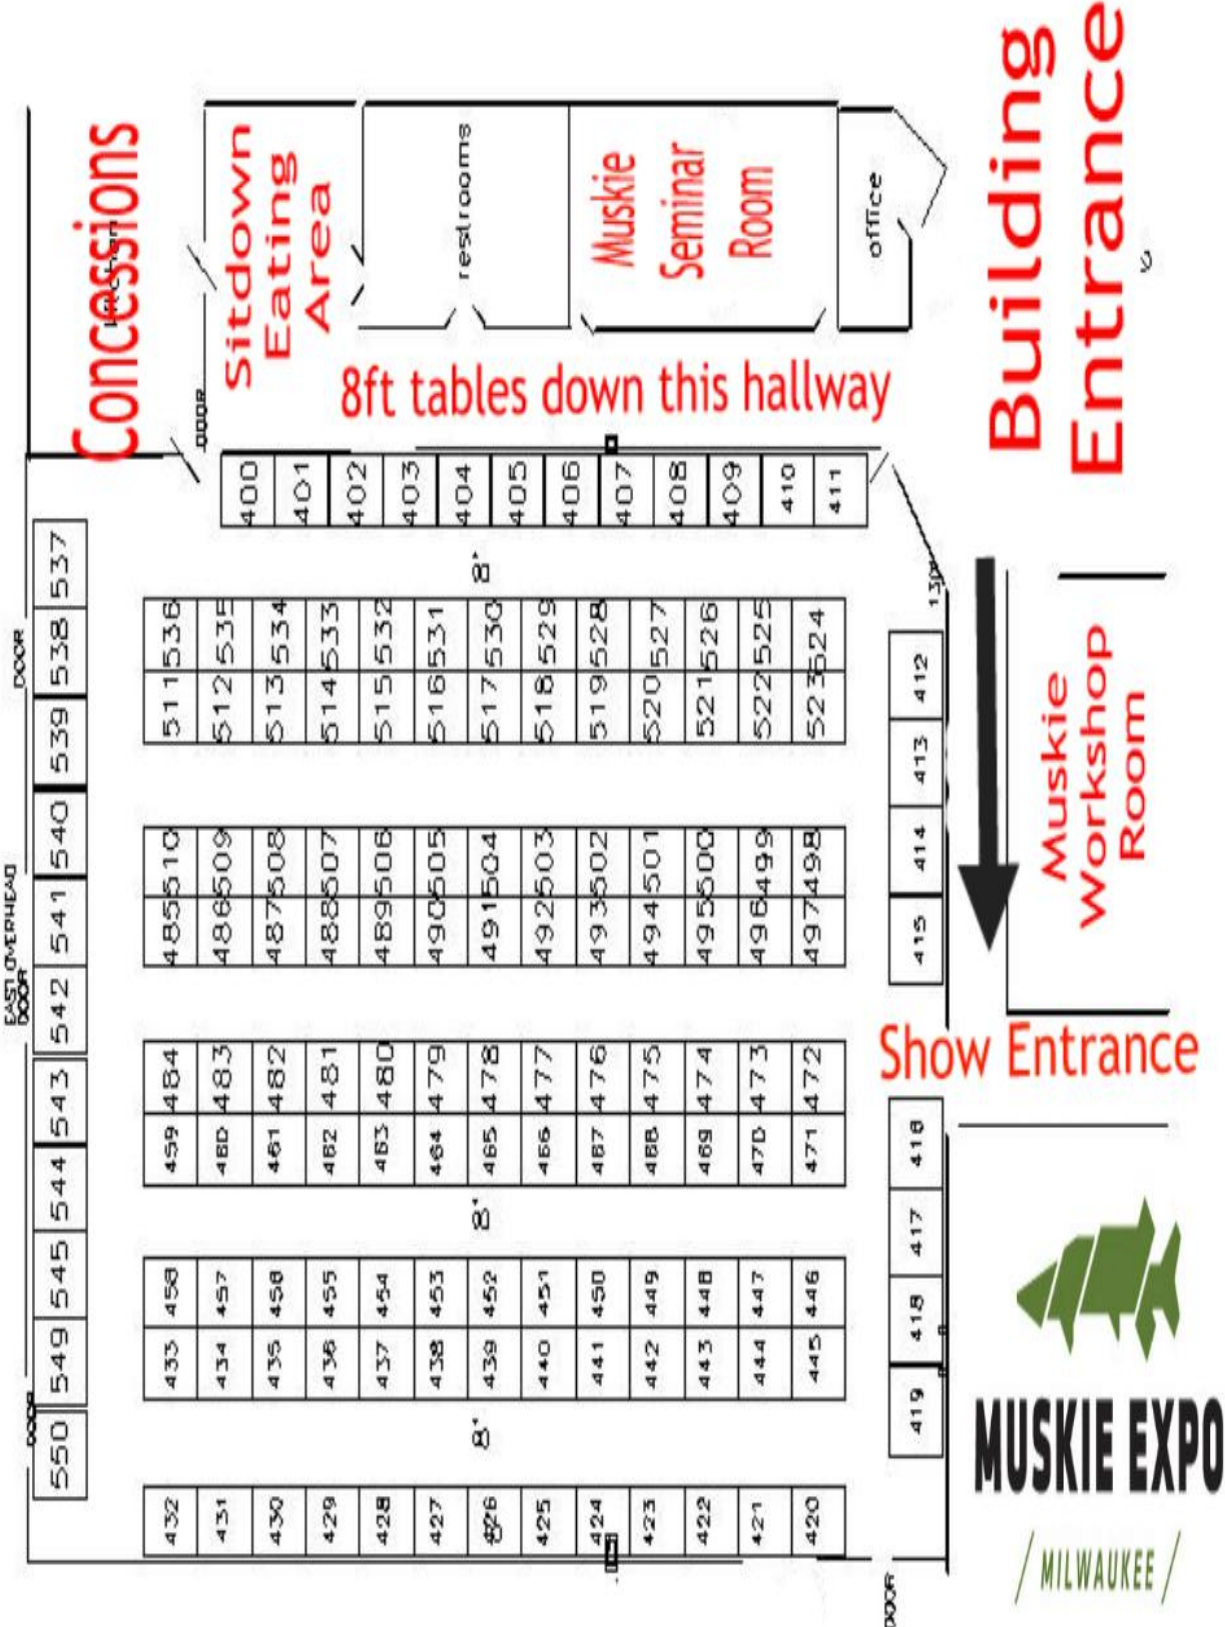 Concessions
Sitdown
Eating
Area
restrooms
Muskie
Seminar
Room
office
Building
Entrance
8ft tables down this hallway
DOOR
400
401
402
403
404
405
406
407
408
409
410
411
8'
537
538
539
540
541
542
543
544
545
549
550
DOOR
EAST OVERHEAD
DOOR
DOOR
536 535 534 533 532 531 530 529 528 527 526 525 524
511 512 513 514 515 516 517 518 519 520 521 522 523
510 509 508 507 506 505 504 503 502 501 500 499 498
485 486 487 488 489 490 491 492 493 494 495 496 497
484 483 482 481 480 479 478 477 476 475 474 473 472
459 460 461 462 463 464 465 466 467 468 469 470 471
8'
458 457 456 455 454 453 452 451 450 449 448 447 446
433 434 435 436 437 438 439 440 441 442 443 444 445
8'
432 431 430 429 428 427 426 425 424 423 422 421 420
130'
412
413
414
415
Muskie
Workshop
Room
Show Entrance
416
417
418
419
DOOR
MUSKIE EXPO
/ MILWAUKEE /